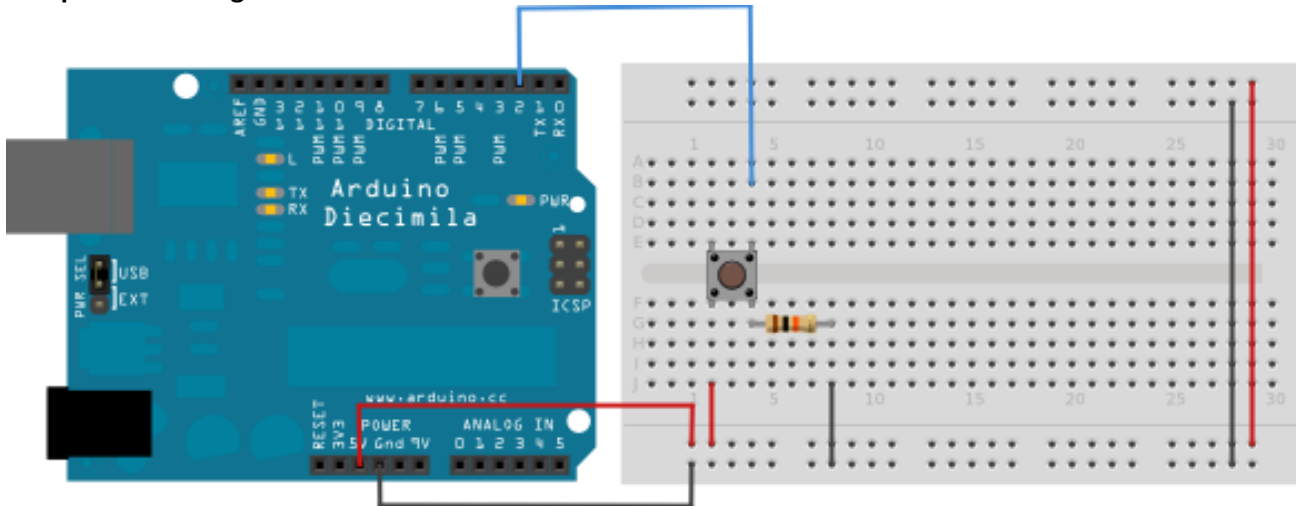 AREF
GND
13
12
11
10
9
8
7
6
5
4
3
2
TX 1
RX 0
PWM
PWM
PWM
DIGITAL
PWM
PWM
PWM
L
TX
RX
Arduino
Diecimila
PWR
1
ICSP
PWR SEL
USB
EXT
www.arduino.cc
RESET
3V3
5V Gnd 9V
POWER
ANALOG IN
0 1 2 3 4 5
1 5 10 15 20 25 30
A
B
C
D
E
F
G
H
I
J
1 5 10 15 20 25 30